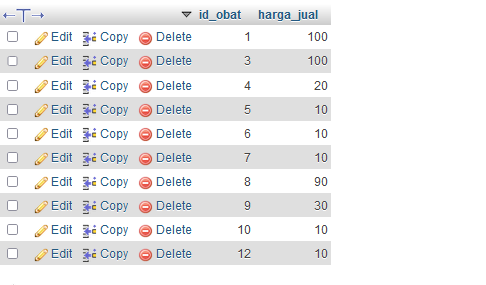 id_obat harga_jual
Edit Copy Delete 1 100
Edit Copy Delete 3 100
Edit Copy Delete 4 20
Edit Copy Delete 5 10
Edit Copy Delete 6 10
Edit Copy Delete 7 10
Edit Copy Delete 8 90
Edit Copy Delete 9 30
Edit Copy Delete 10 10
Edit Copy Delete 12 10